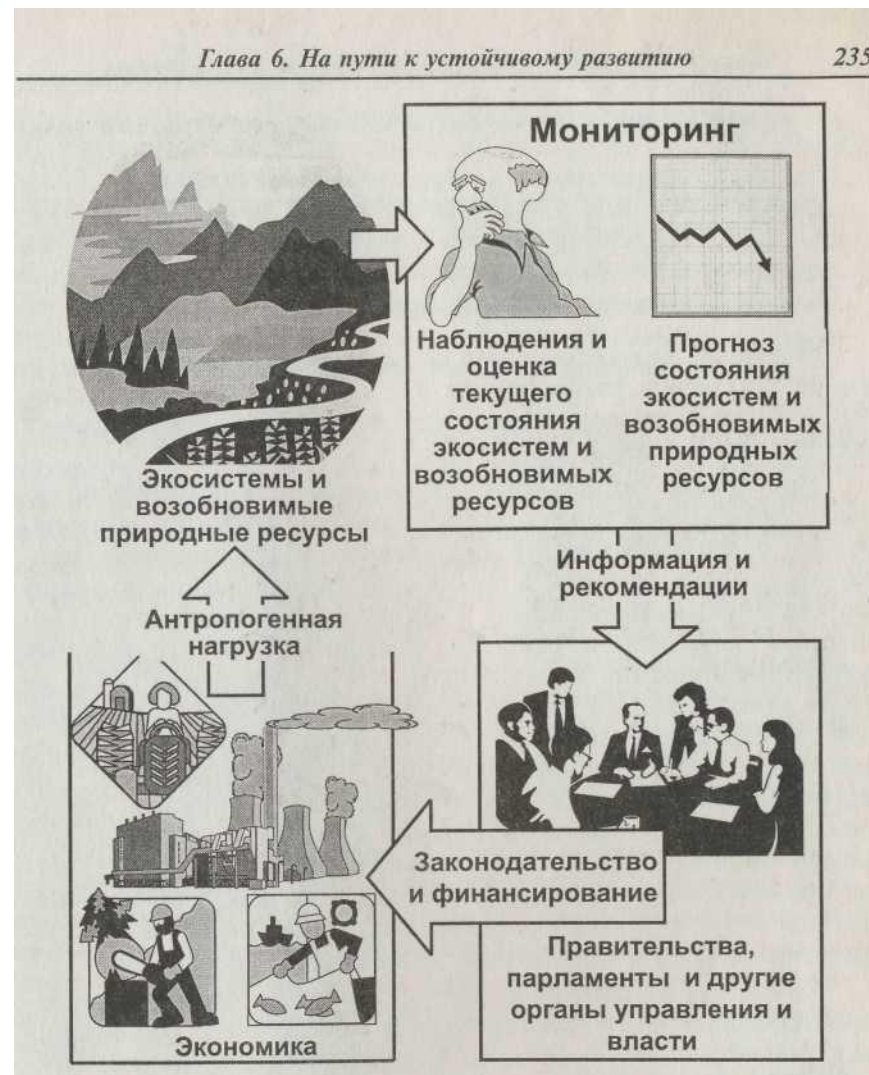 Глава 6. На пути к устойчивому развитию 235
Мониторинг
Наблюдения и
оценка
текущего
состояния
экосистем и
возобновимых
ресурсов
Прогноз
состояния
экосистем и
возобновимых
природных
ресурсов
Экосистемы и
возобновимые
природные ресурсы
Информация и
рекомендации
Антропогенная
нагрузка
Законодательство
и финансирование
Правительства,
парламенты и другие
органы управления и
власти
Экономика